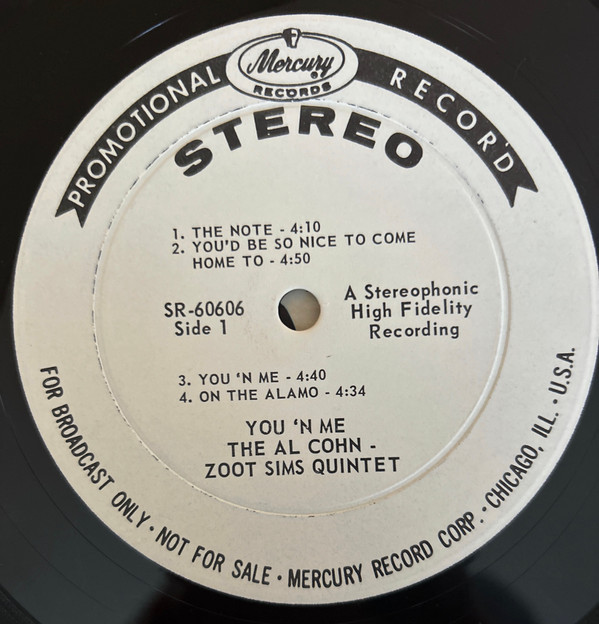 PROMOTIONAL RECORD
Mercury
RECORDS
STEREO
1. THE NOTE - 4:10
2. YOU'D BE SO NICE TO COME
HOME TO - 4:50
SR-60606
Side 1
A Stereophonic
High Fidelity
Recording
3. YOU 'N ME - 4:40
4. ON THE ALAMO - 4:34
YOU 'N ME
THE AL COHN -
ZOOT SIMS QUINTET
FOR BROADCAST ONLY • NOT FOR SALE • MERCURY RECORD CORP. • CHICAGO, ILL. • U.S.A.